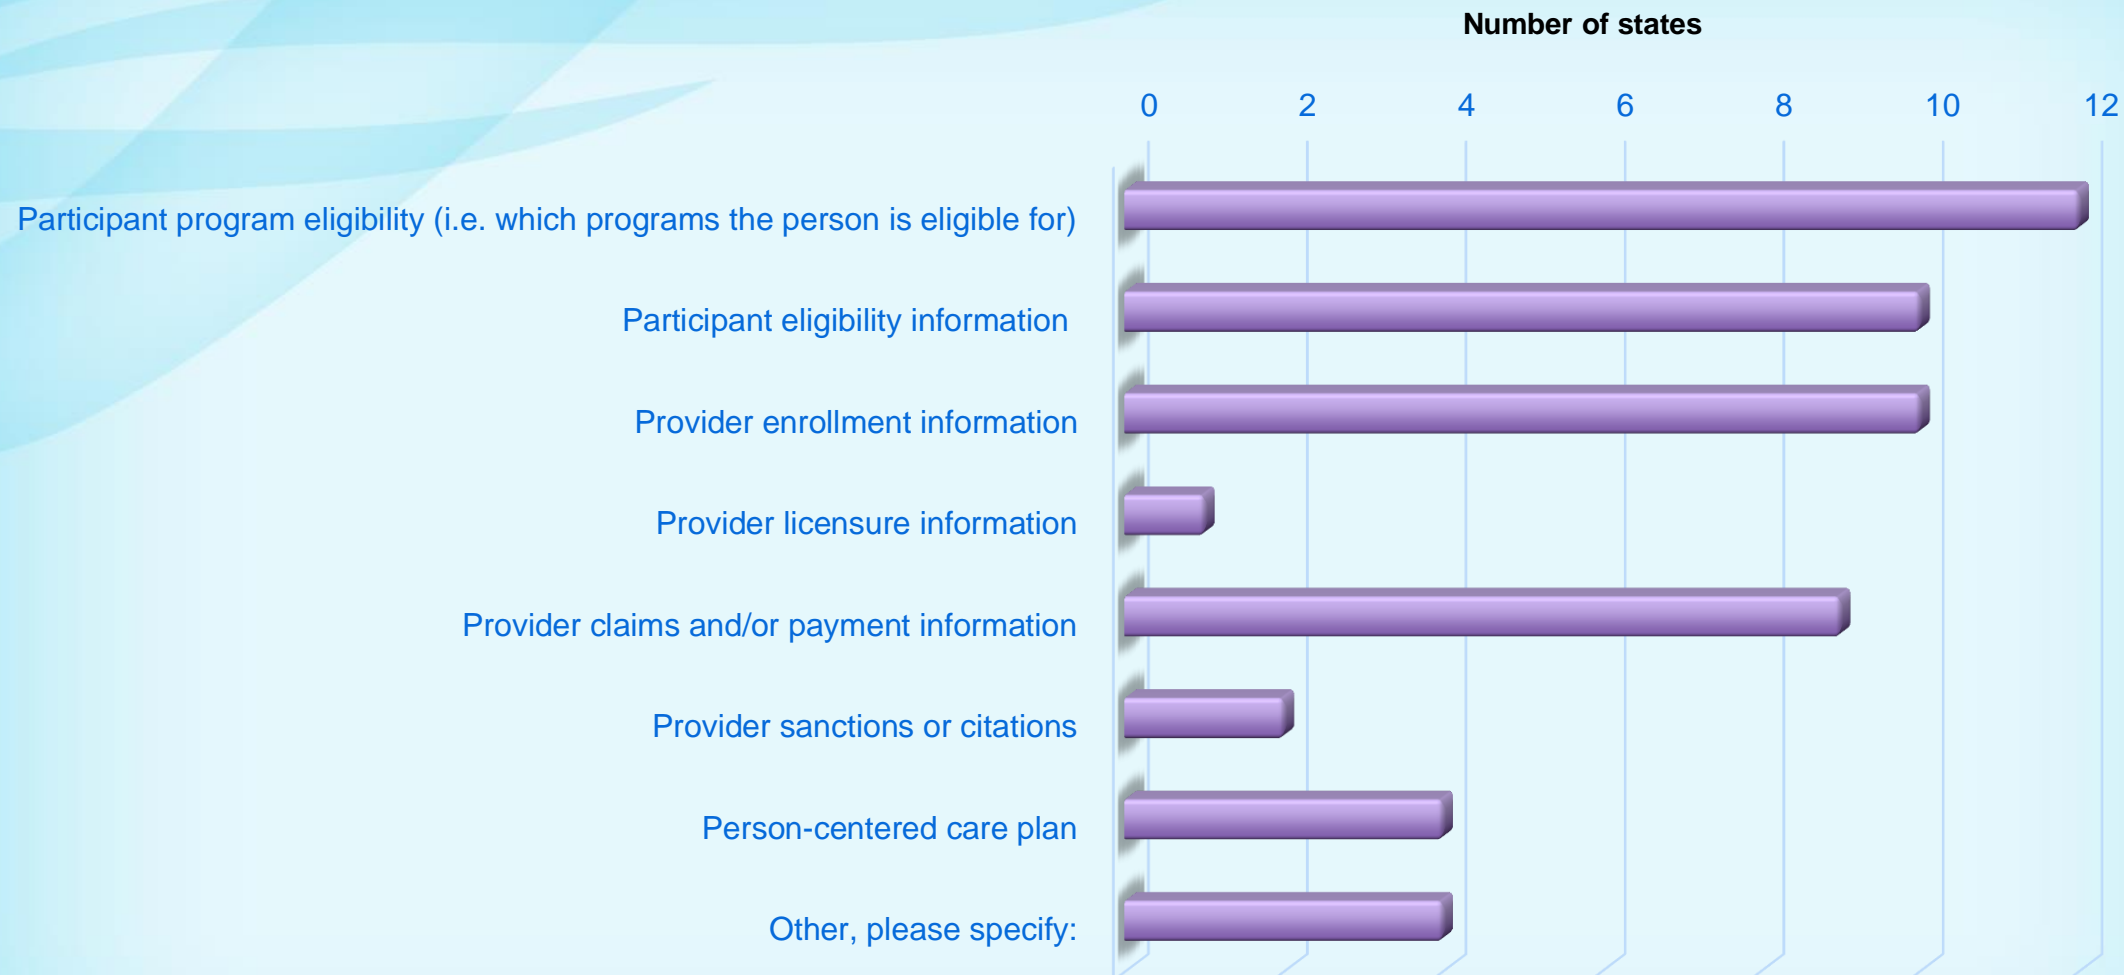 Number of states
0 2 4 6 8 10 12
Participant program eligibility (i.e. which programs the person is eligible for)
Participant eligibility information
Provider enrollment information
Provider licensure information
Provider claims and/or payment information
Provider sanctions or citations
Person-centered care plan
Other, please specify: